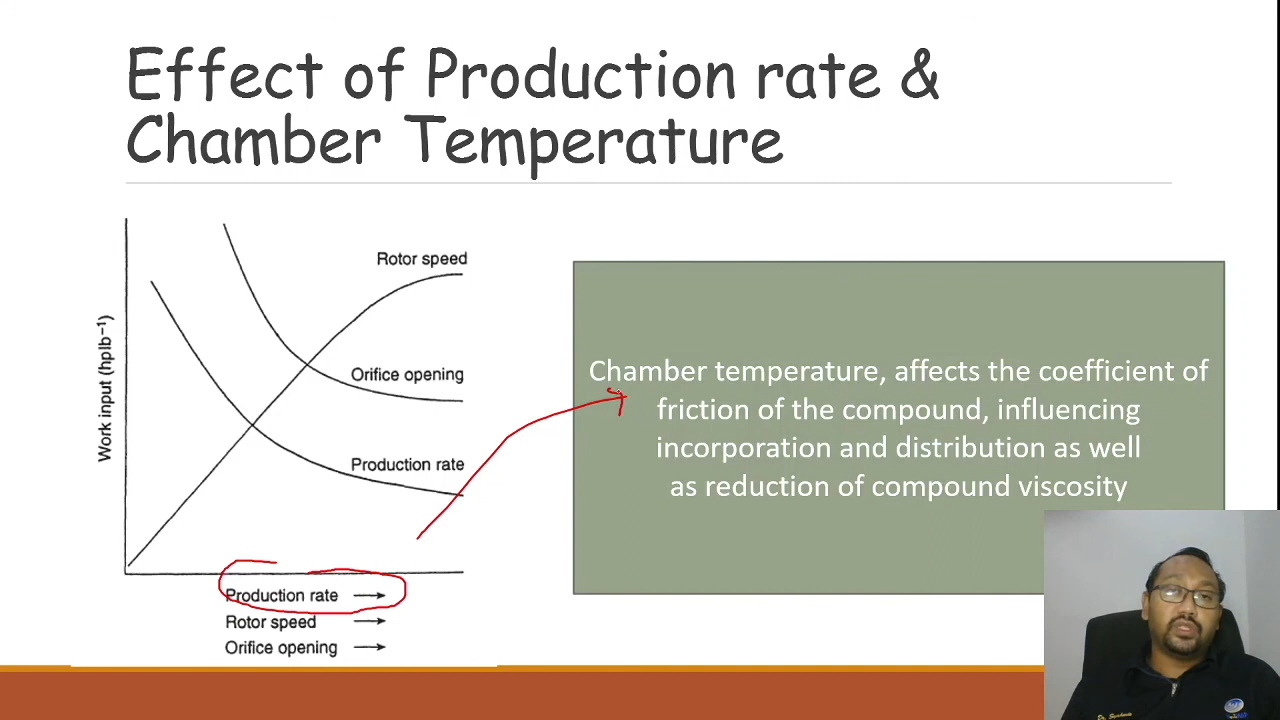 Effect of Production rate &
Chamber Temperature
Rotor speed
Orifice opening
Production rate
Work input (hplb⁻¹)
Production rate
Rotor speed
Orifice opening
Chamber temperature, affects the coefficient of
friction of the compound, influencing
incorporation and distribution as well
as reduction of compound viscosity